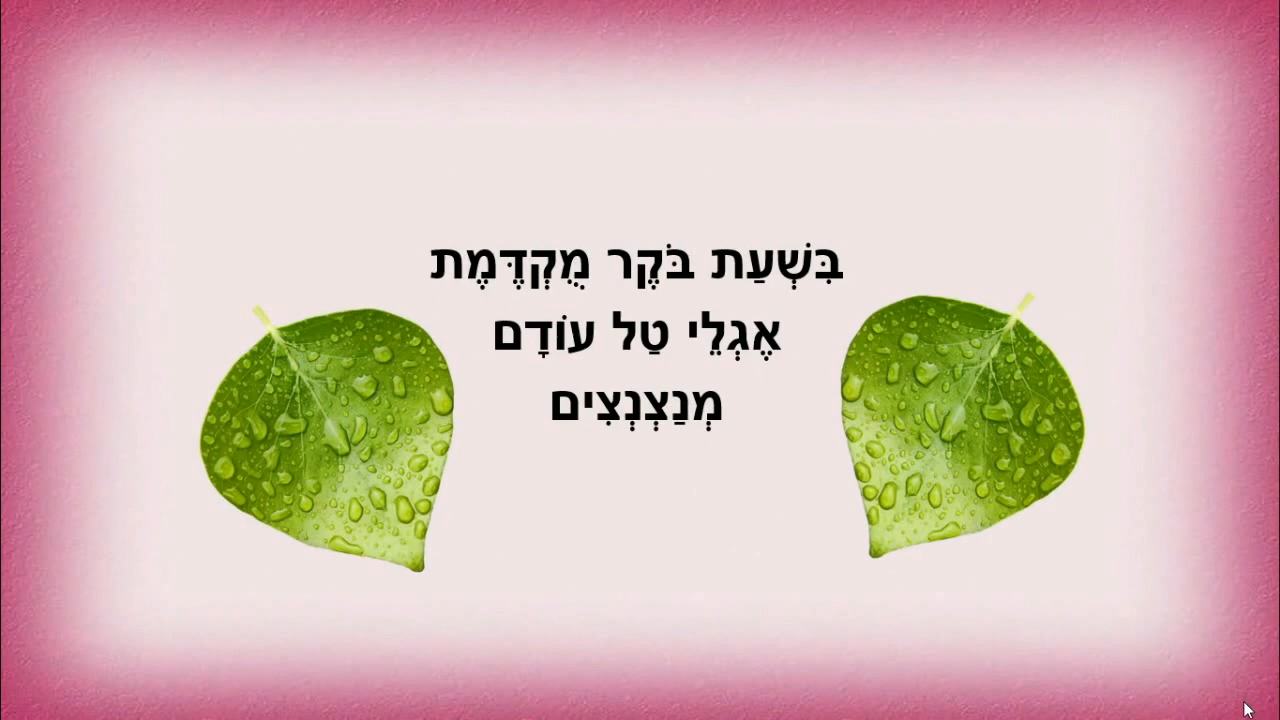 בִּשְׁעַת בֹּקֶר מֻקְדֶּמֶת
אֶגְלֵי טַל עוֹדָם
מְנַצְנְצִים